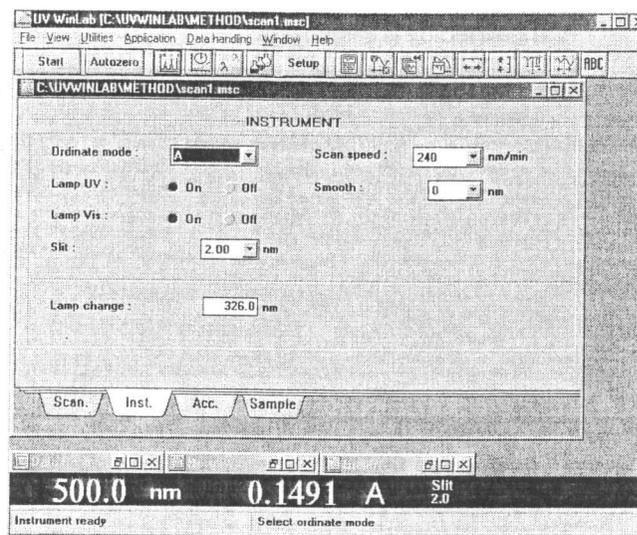 UV WinLab [C:\UVWINLAB\METHOD\scan1.msc]
File View Utilities Application Data handling Window Help
Start Autozero λ Setup ABC
C:\UVWINLAB\METHOD\scan1.msc
INSTRUMENT
Ordinate mode : A Scan speed : 240 nm/min
Lamp UV : On Off Smooth : 0 nm
Lamp Vis : On Off
Slit : 2.00 nm
Lamp change : 326.0 nm
Scan. Inst. Acc. Sample
500.0 nm 0.1491 A Slit
2.0
Instrument ready Select ordinate mode